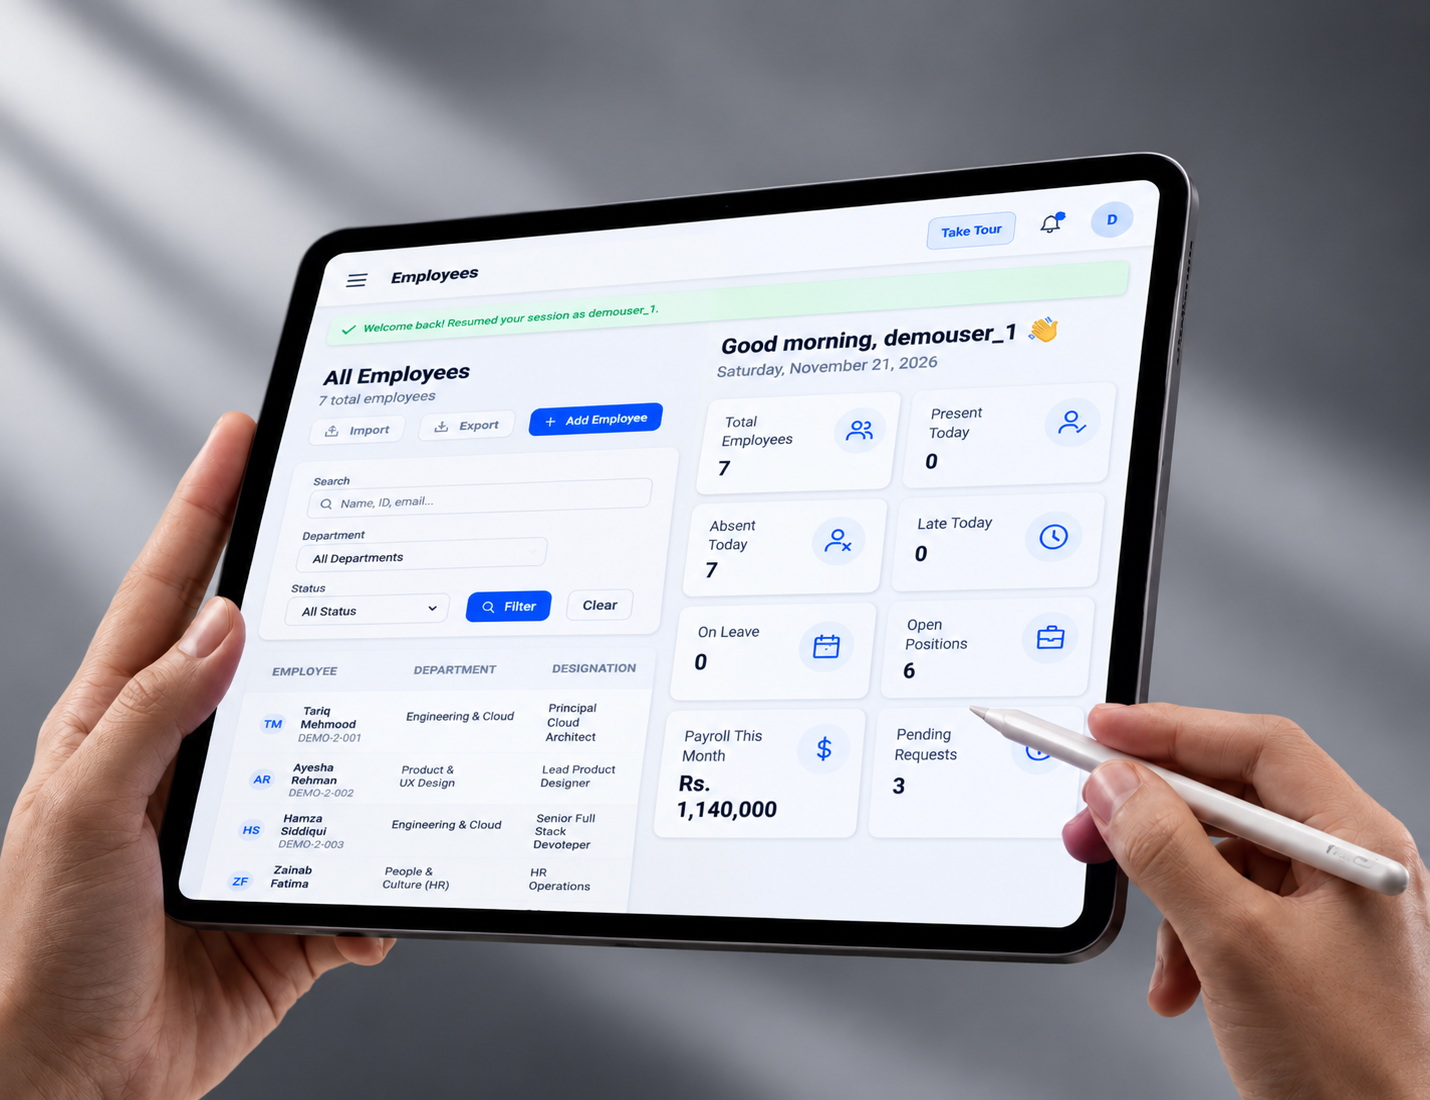 Employees
Take Tour
D
Welcome back! Resumed your session as demouser_1.
All Employees
7 total employees
Import
Export
+ Add Employee
Search
Name, ID, email...
Department
All Departments
Status
All Status
Filter
Clear
EMPLOYEE
DEPARTMENT
DESIGNATION
TM
Tariq
Mehmood
DEMO-2-001
Engineering & Cloud
Principal
Cloud
Architect
AR
Ayesha
Rehman
DEMO-2-002
Product &
UX Design
Lead Product
Designer
HS
Hamza
Siddiqui
DEMO-2-003
Engineering & Cloud
Senior Full
Stack
Devoteper
ZF
Zainab
Fatima
People &
Culture (HR)
HR
Operations
Good morning, demouser_1 👋
Saturday, November 21, 2026
Total
Employees
7
Present
Today
0
Absent
Today
7
Late Today
0
On Leave
0
Open
Positions
6
Payroll This
Month
$
Rs.
1,140,000
Pending
Requests
3